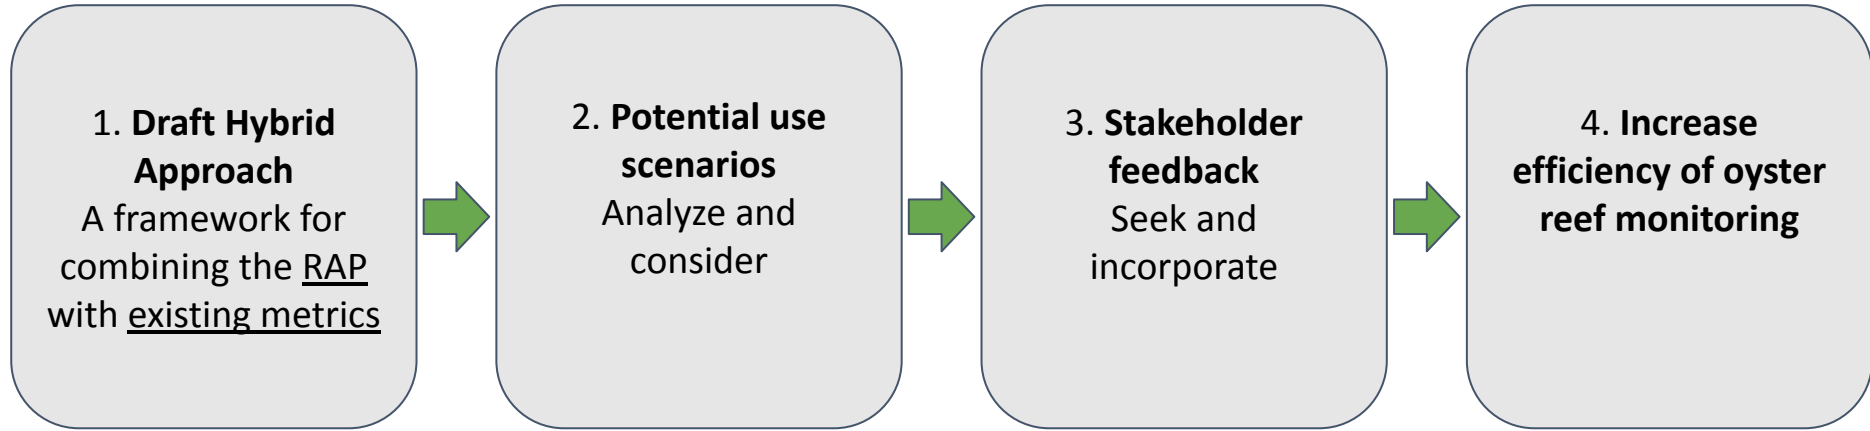 1. Draft Hybrid
Approach
A framework for
combining the RAP
with existing metrics
2. Potential use
scenarios
Analyze and
consider
3. Stakeholder
feedback
Seek and
incorporate
4. Increase
efficiency of oyster
reef monitoring